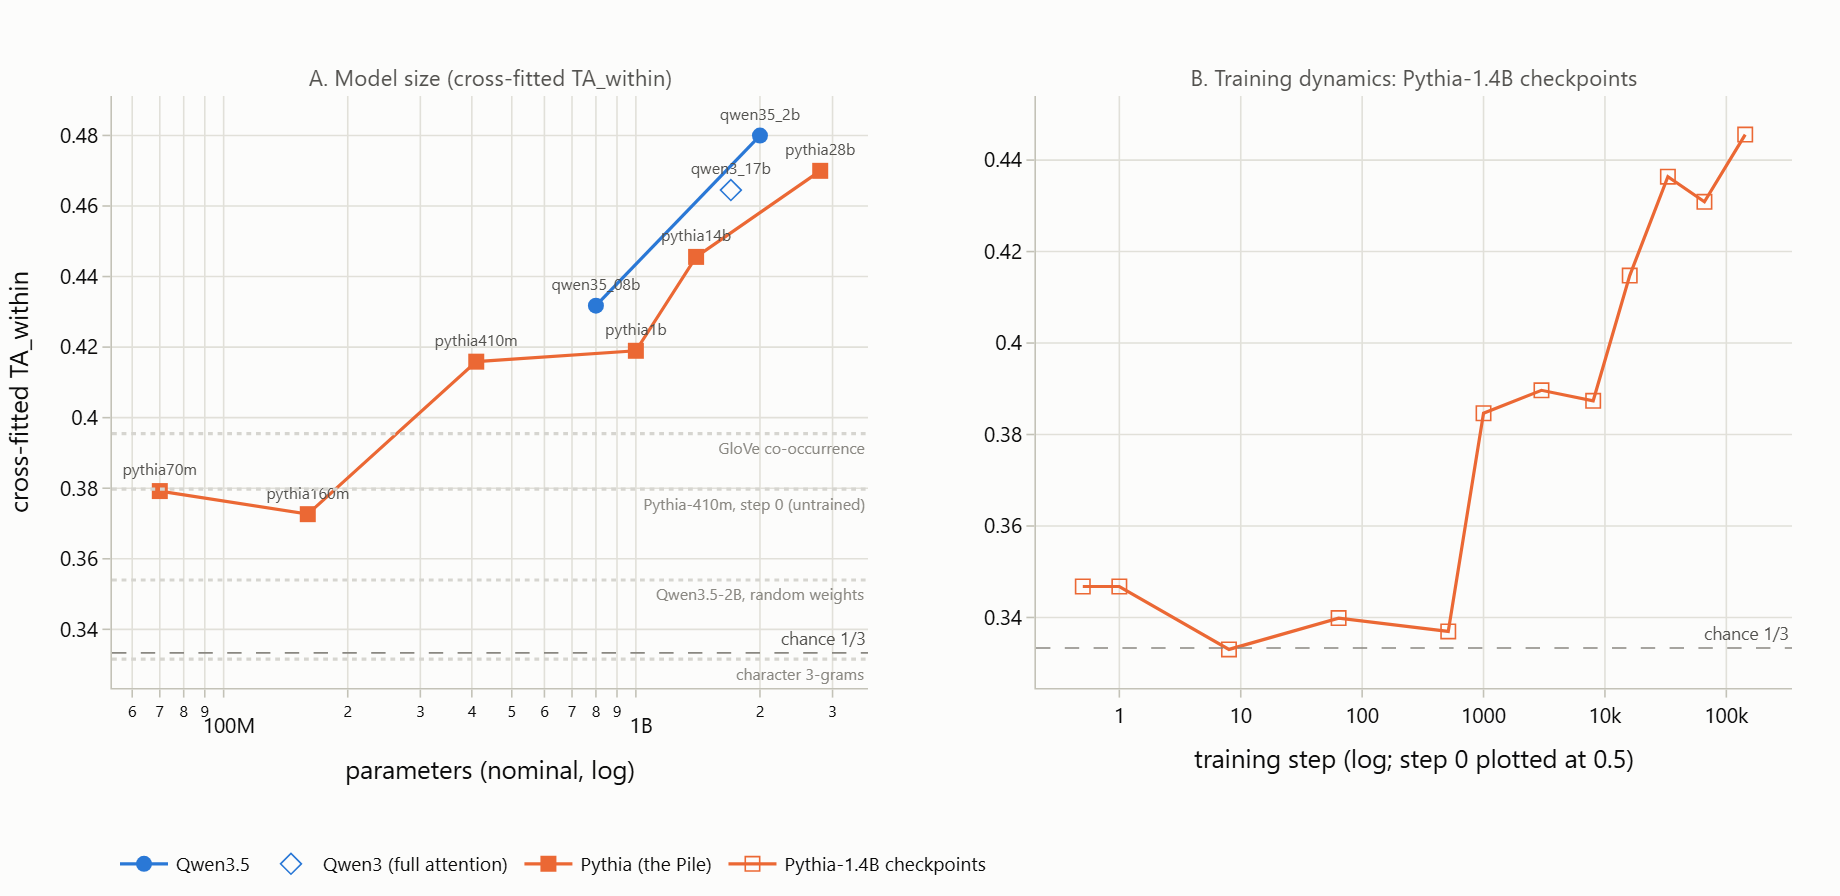 A. Model size (cross-fitted TA_within)
cross-fitted TA_within
0.48
0.46
0.44
0.42
0.4
0.38
0.36
0.34
qwen35_2b
pythia28b
qwen3_17b
pythia14b
qwen35_08b
pythia1b
pythia410m
GloVe co-occurrence
pythia70m
pythia160m
Pythia-410m, step 0 (untrained)
Qwen3.5-2B, random weights
chance 1/3
character 3-grams
6 7 8 9 2 3 4 5 6 7 8 9 2 3
100M 1B
parameters (nominal, log)
B. Training dynamics: Pythia-1.4B checkpoints
0.44
0.42
0.4
0.38
0.36
0.34
chance 1/3
1 10 100 1000 10k 100k
training step (log; step 0 plotted at 0.5)
Qwen3.5 Qwen3 (full attention) Pythia (the Pile) Pythia-1.4B checkpoints